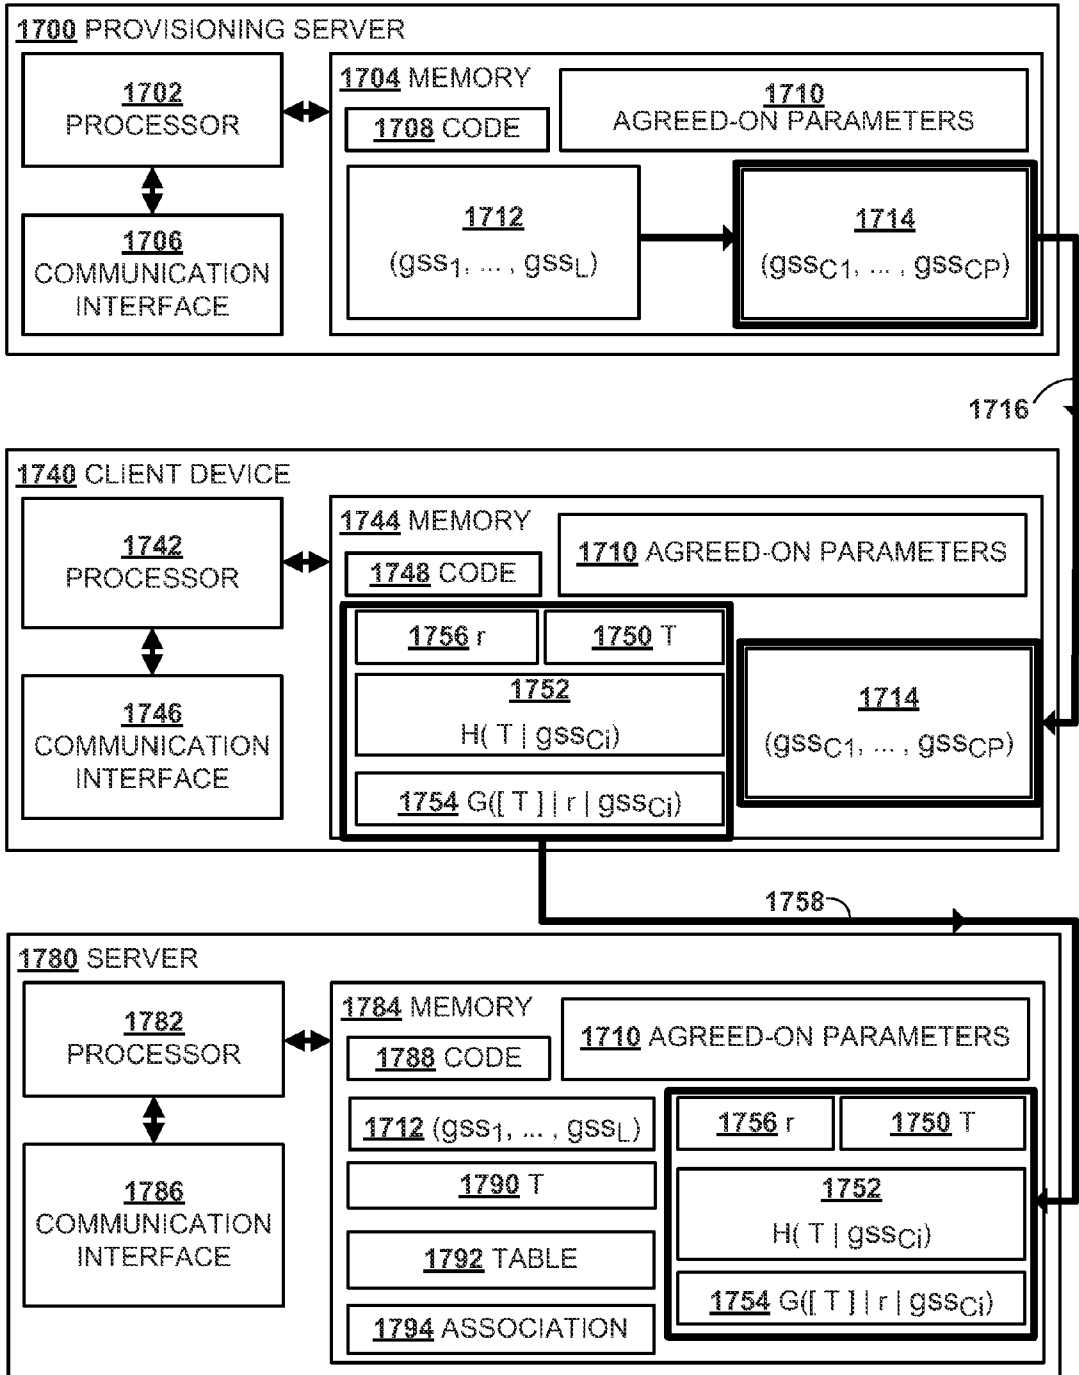 1700 PROVISIONING SERVER
1702
PROCESSOR
1706
COMMUNICATION
INTERFACE
1704 MEMORY
1708 CODE
1710
AGREED-ON PARAMETERS
1712
(gss1, ... , gssL)
1714
(gssC1, ... , gssCP)
1716
1740 CLIENT DEVICE
1742
PROCESSOR
1746
COMMUNICATION
INTERFACE
1744 MEMORY
1748 CODE
1710 AGREED-ON PARAMETERS
1756 r
1750 T
1752
H( T | gssCi)
1754 G([ T ] | r | gssCi)
1714
(gssC1, ... , gssCP)
1758
1780 SERVER
1782
PROCESSOR
1786
COMMUNICATION
INTERFACE
1784 MEMORY
1788 CODE
1710 AGREED-ON PARAMETERS
1712 (gss1, ... , gssL)
1790 T
1792 TABLE
1794 ASSOCIATION
1756 r
1750 T
1752
H( T | gssCi)
1754 G([ T ] | r | gssCi)